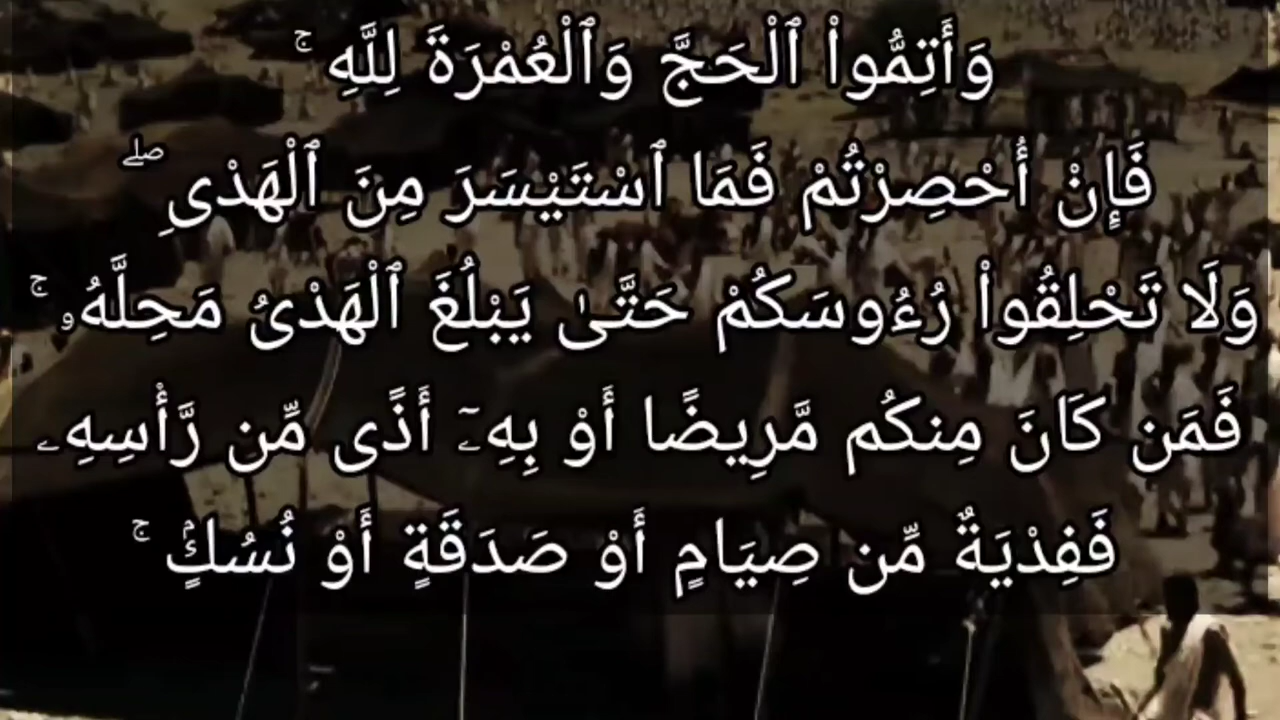 وَأَتِمُّوا۟ ٱلْحَجَّ وَٱلْعُمْرَةَ لِلَّهِ ۚ
فَإِنْ أُحْصِرْتُمْ فَمَا ٱسْتَيْسَرَ مِنَ ٱلْهَدْىِ ۖ
وَلَا تَحْلِقُوا۟ رُءُوسَكُمْ حَتَّىٰ يَبْلُغَ ٱلْهَدْىُ مَحِلَّهُۥ ۚ
فَمَن كَانَ مِنكُم مَّرِيضًا أَوْ بِهِۦٓ أَذًى مِّن رَّأْسِهِۦ
فَفِدْيَةٌ مِّن صِيَامٍ أَوْ صَدَقَةٍ أَوْ نُسُكٍۢ ۚ